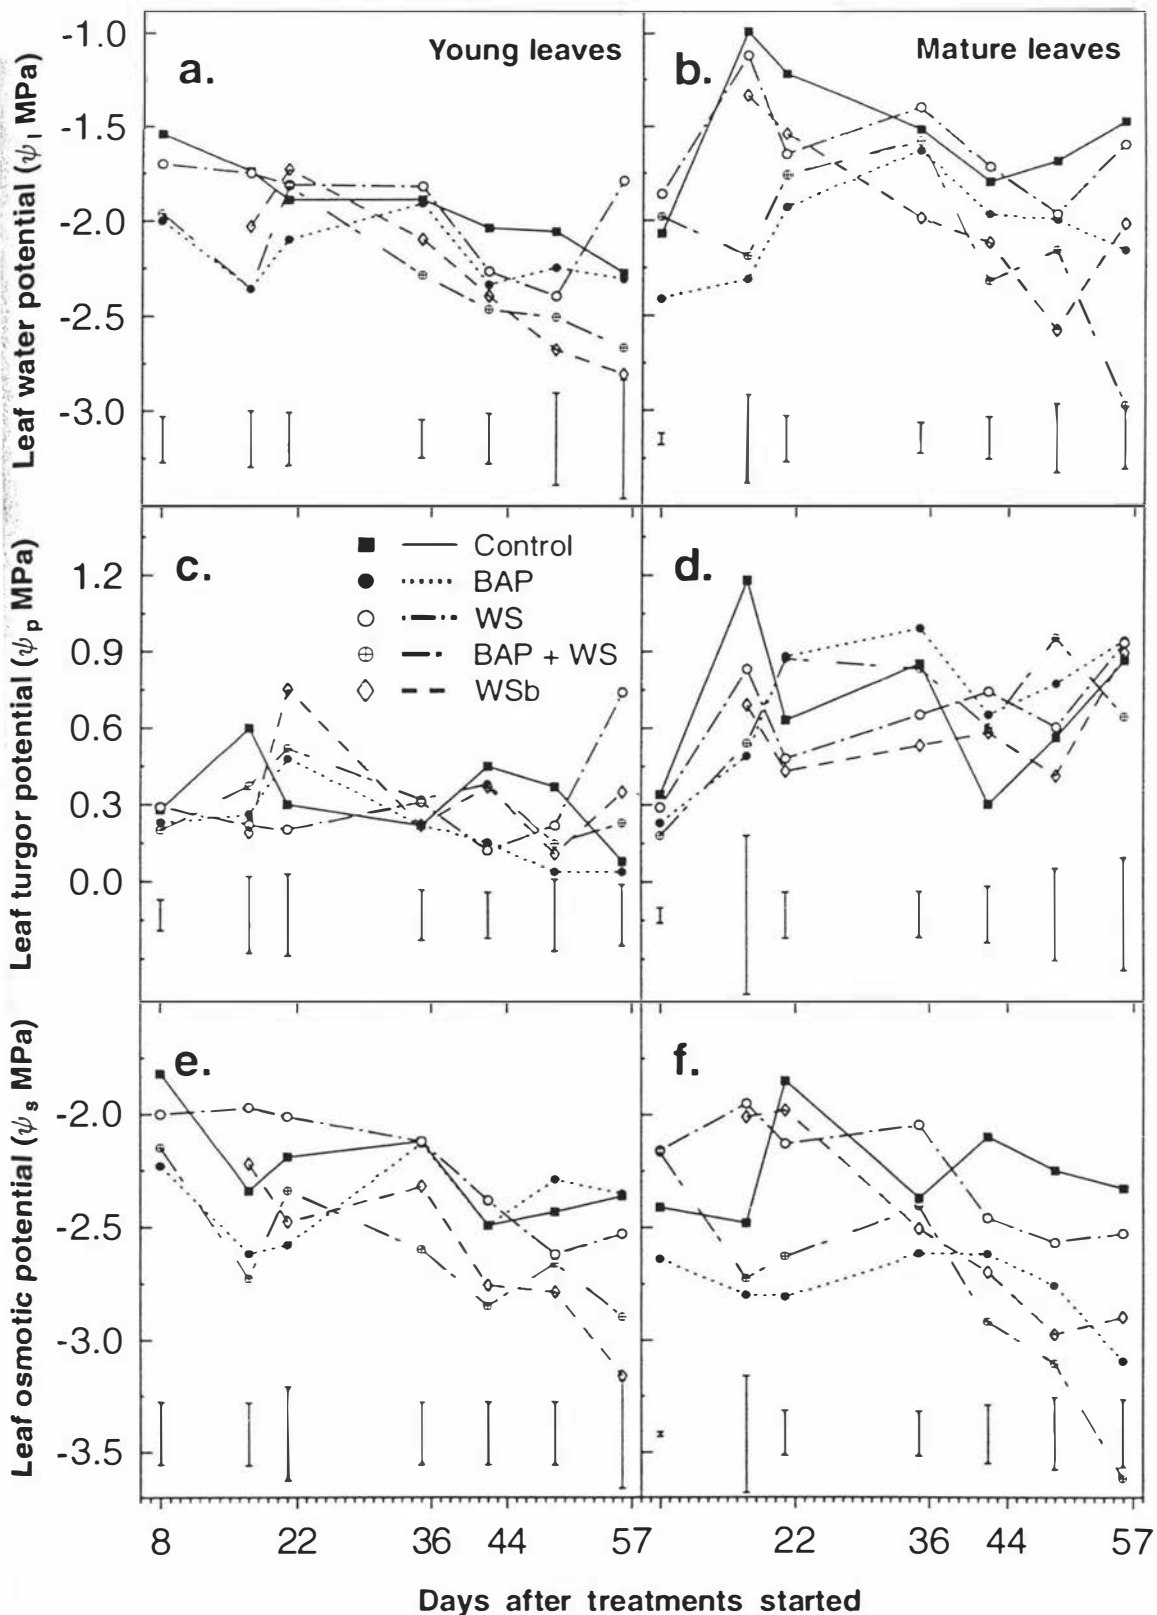 a.
Young leaves
b.
Mature leaves
Leaf water potential (ψl MPa)
-1.0
-1.5
-2.0
-2.5
-3.0
c.
Control
BAP
WS
BAP + WS
WSb
d.
Leaf turgor potential (ψp MPa)
1.2
0.9
0.6
0.3
0.0
e.
f.
Leaf osmotic potential (ψs MPa)
-2.0
-2.5
-3.0
-3.5
8 22 36 44 57 22 36 44 57
Days after treatments started